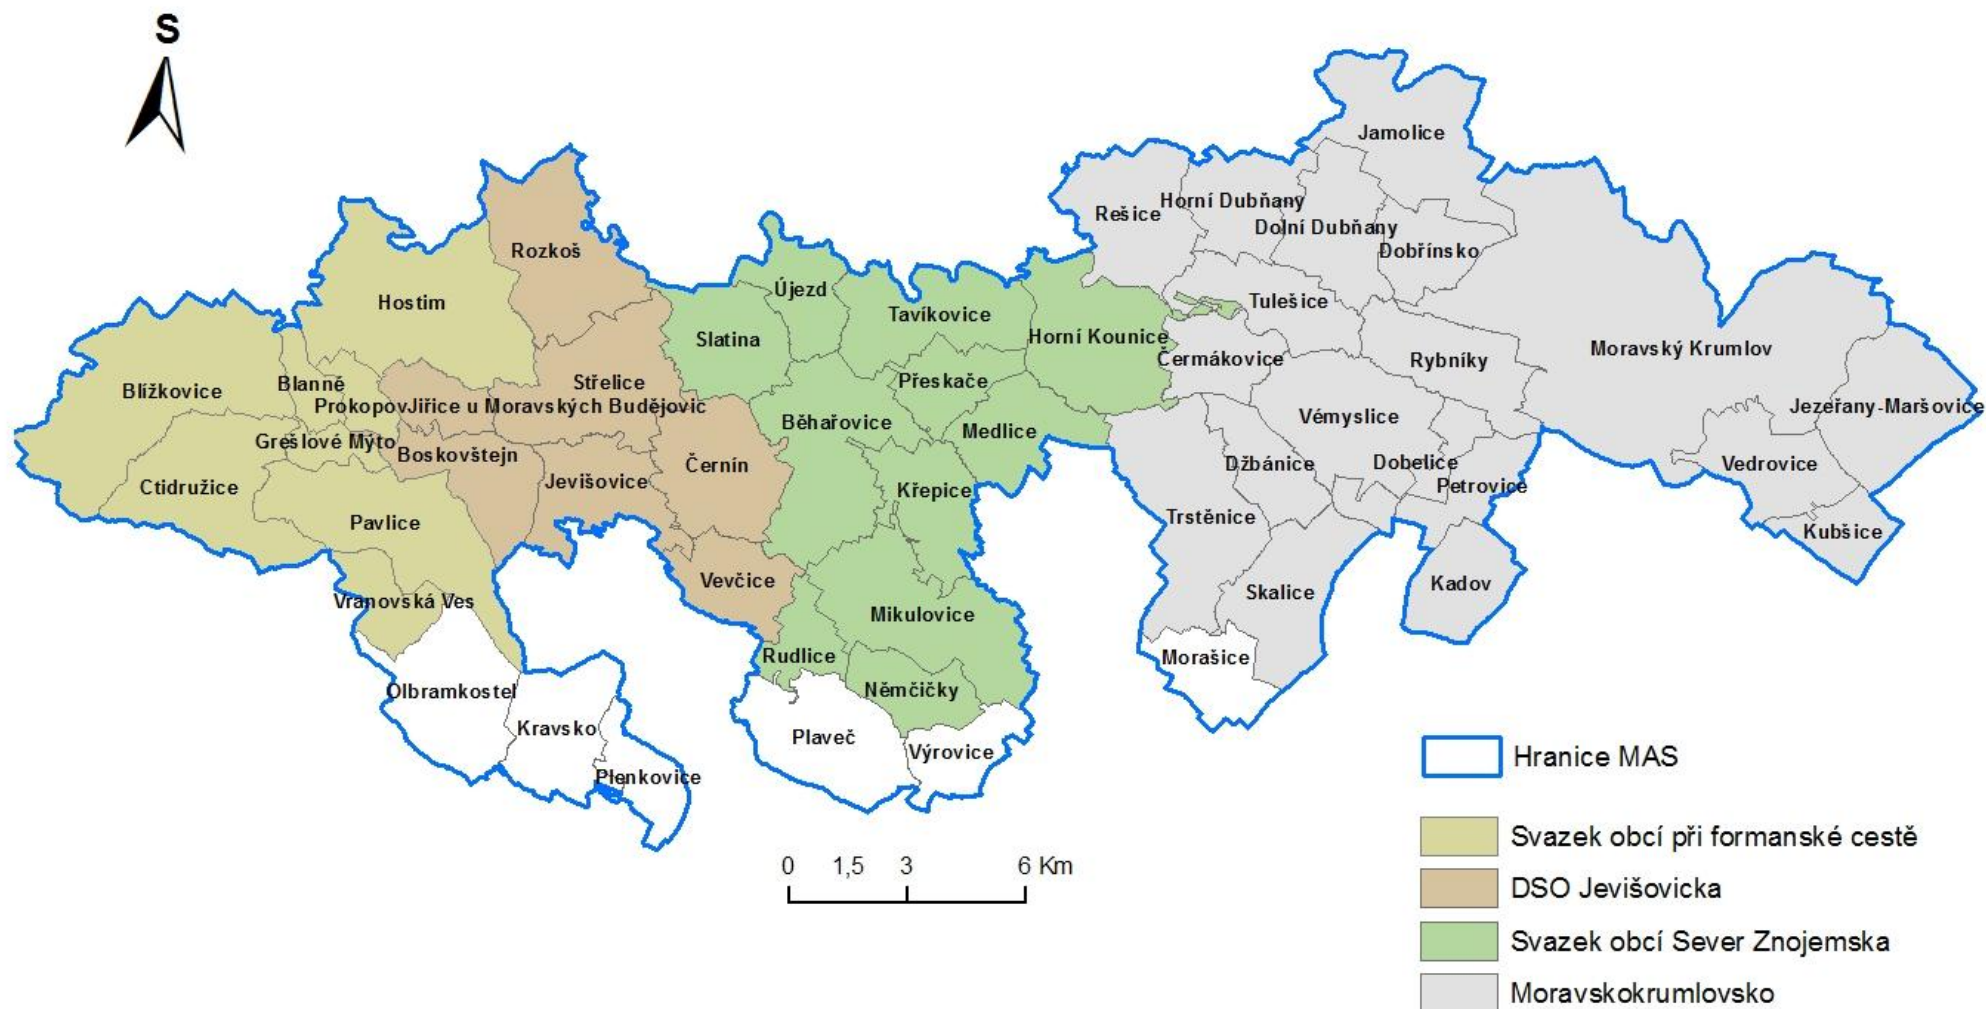 S
Jamolice
Rešice
Horní Dubňany
Dolní Dubňany
Dobřínsko
Rozkoš
Hostim
Újezd
Tavíkovice
Tulešice
Slatina
Horní Kounice
Moravský Krumlov
Čermákovice
Rybníky
Blížkovice
Blanné
Střelice
Přeskače
Prokopov
Jiřice u Moravských Budějovic
Běhařovice
Medlice
Vémyslice
Jezeřany-Maršovice
Grešlové Mýto
Boskovštejn
Černín
Džbánice
Dobelice
Vedrovice
Ctidružice
Jevišovice
Křepice
Petrovice
Pavlice
Trstěnice
Kubšice
Vevčice
Skalice
Kadov
Vranovská Ves
Mikulovice
Rudlice
Morašice
Olbramkostel
Němčičky
Kravsko
Plaveč
Výrovice
Plenkovice
Hranice MAS
Svazek obcí při formanské cestě
DSO Jevišovicka
Svazek obcí Sever Znojemska
Moravskokrumlovsko
0 1,5 3 6 Km